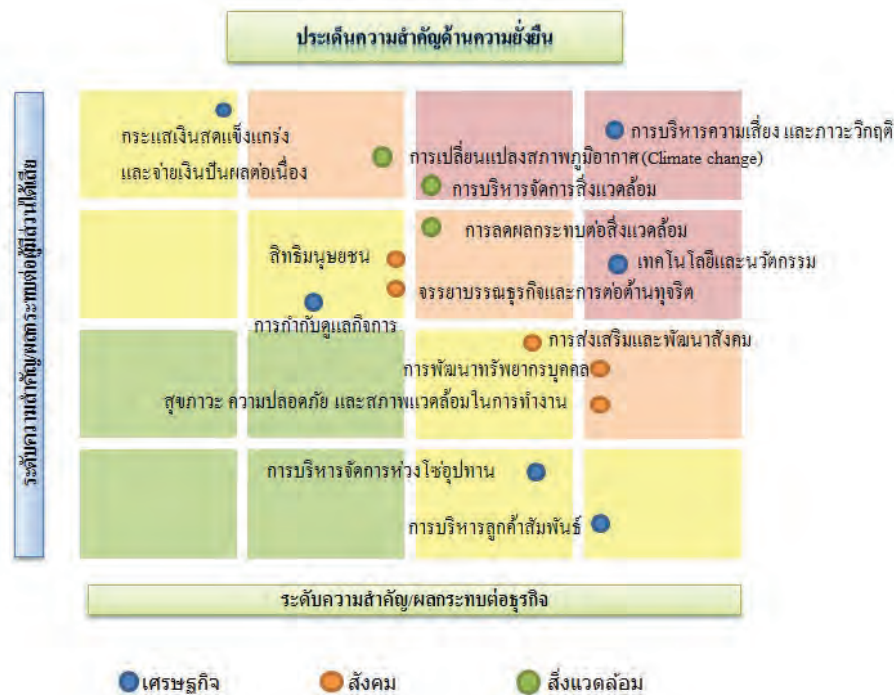 ประเด็นความสำคัญด้านความยั่งยืน
ระดับความสำคัญ/ผลกระทบต่อผู้มีส่วนได้เสีย
กระแสเงินสดแข็งแกร่ง
และจ่ายเงินปันผลต่อเนื่อง
การบริหารความเสี่ยง และภาวะวิกฤติ
การเปลี่ยนแปลงสภาพภูมิอากาศ(Climate change)
การบริหารจัดการสิ่งแวดล้อม
การลดผลกระทบต่อสิ่งแวดล้อม
สิทธิมนุษยชน
เทคโนโลยีและนวัตกรรม
จรรยาบรรณธุรกิจและการต่อต้านทุจริต
การกำกับดูแลกิจการ
การส่งเสริมและพัฒนาสังคม
การพัฒนาทรัพยากรบุคคล
สุขภาวะ ความปลอดภัย และสภาพแวดล้อมในการทำงาน
การบริหารจัดการห่วงโซ่อุปทาน
การบริหารลูกค้าสัมพันธ์
ระดับความสำคัญ/ผลกระทบต่อธุรกิจ
เศรษฐกิจ
สังคม
สิ่งแวดล้อม